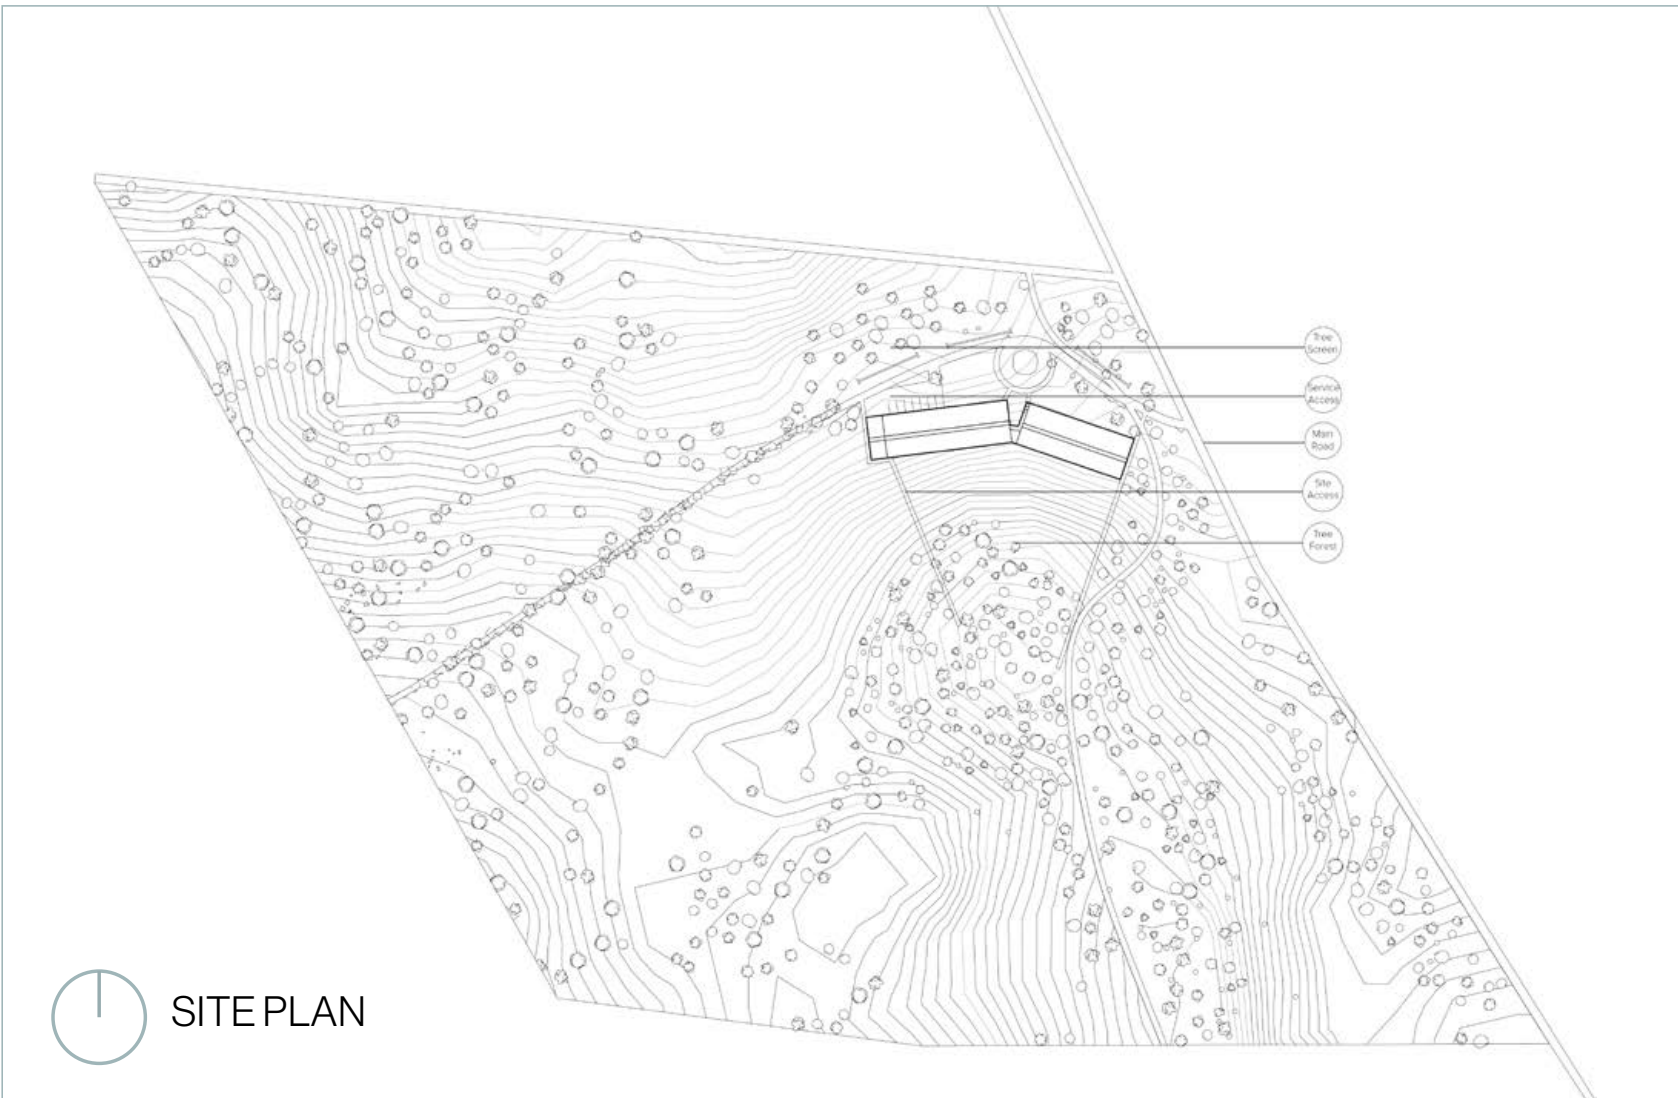 Tree
Screen
Service
Access
Main
Road
Site
Access
Tree
Forest
SITE PLAN